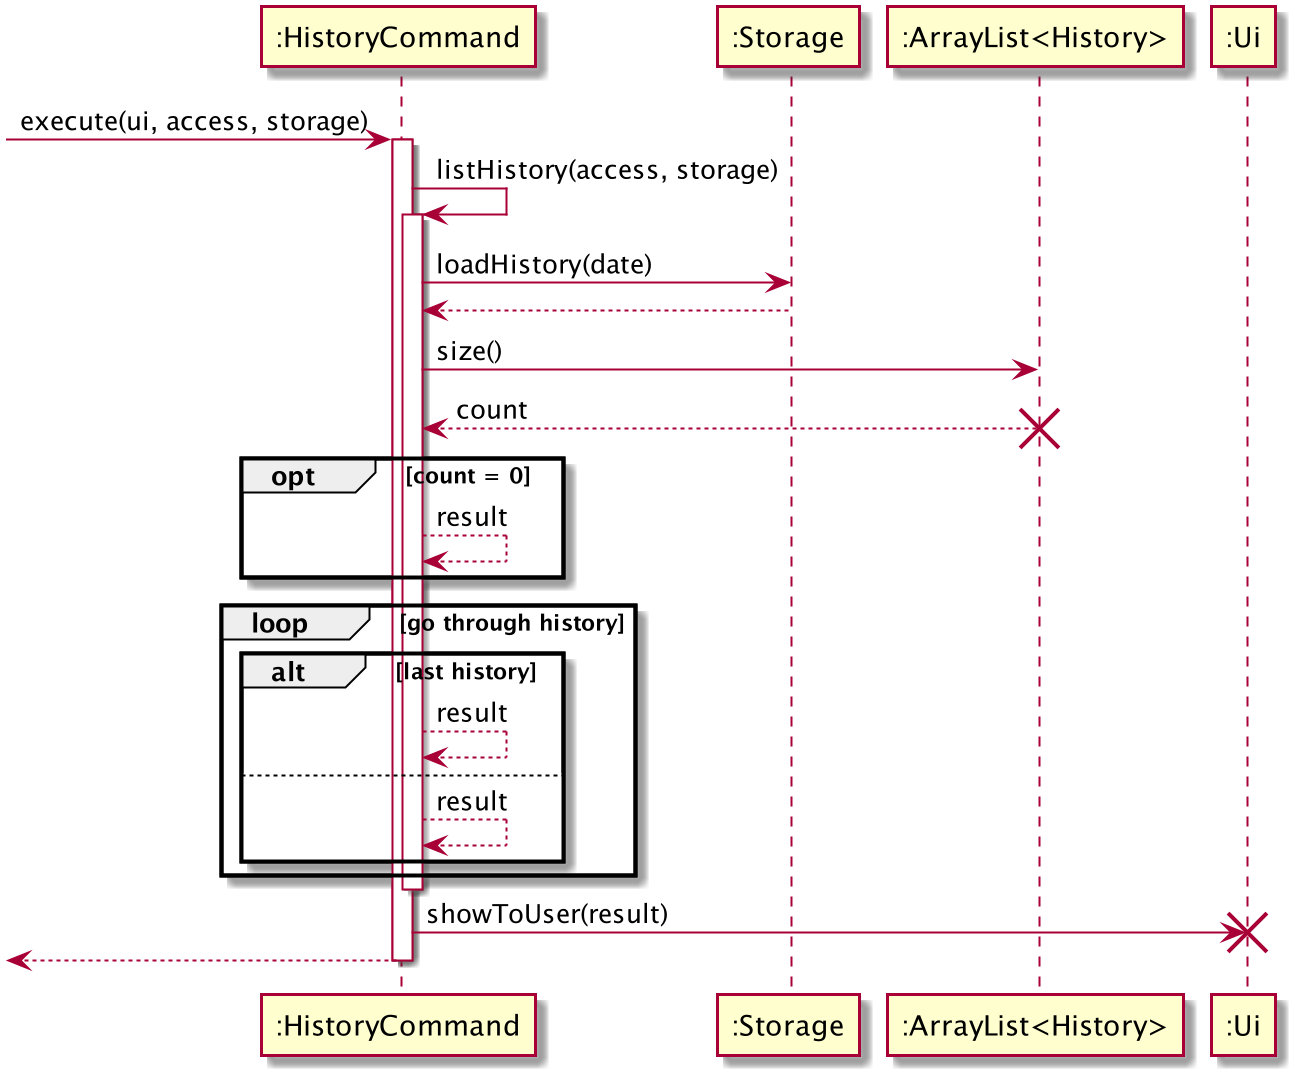 :HistoryCommand
:Storage
:ArrayList<History>
:Ui
execute(ui, access, storage)
listHistory(access, storage)
loadHistory(date)
size()
count
opt [count = 0]
result
loop [go through history]
alt [last history]
result
result
showToUser(result)
:HistoryCommand
:Storage
:ArrayList<History>
:Ui